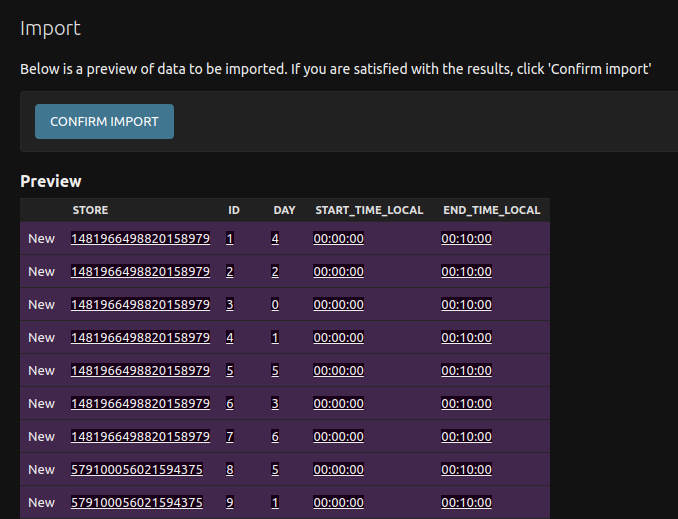 Import
Below is a preview of data to be imported. If you are satisfied with the results, click 'Confirm import'
CONFIRM IMPORT
Preview
STORE ID DAY START_TIME_LOCAL END_TIME_LOCAL
New 1481966498820158979 1 4 00:00:00 00:10:00
New 1481966498820158979 2 2 00:00:00 00:10:00
New 1481966498820158979 3 0 00:00:00 00:10:00
New 1481966498820158979 4 1 00:00:00 00:10:00
New 1481966498820158979 5 5 00:00:00 00:10:00
New 1481966498820158979 6 3 00:00:00 00:10:00
New 1481966498820158979 7 6 00:00:00 00:10:00
New 579100056021594375 8 5 00:00:00 00:10:00
New 579100056021594375 9 1 00:00:00 00:10:00